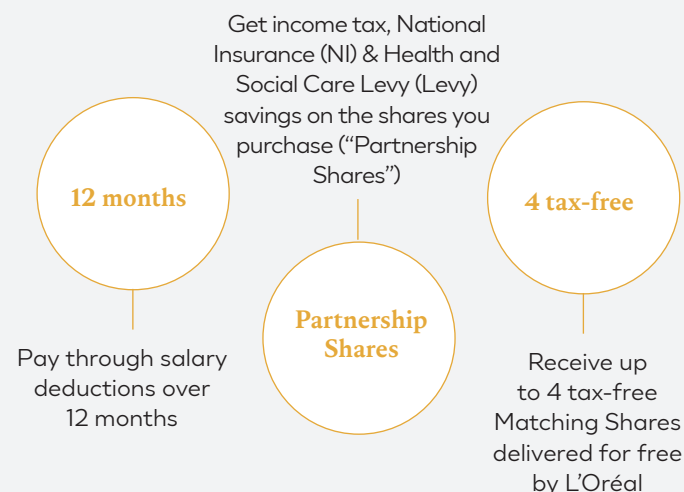 Get income tax, National
Insurance (NI) & Health and
Social Care Levy (Levy)
savings on the shares you
purchase (“Partnership
Shares”)
12 months
4 tax-free
Partnership
Shares
Pay through salary
deductions over
12 months
Receive up
to 4 tax-free
Matching Shares
delivered for free
by L’Oréal